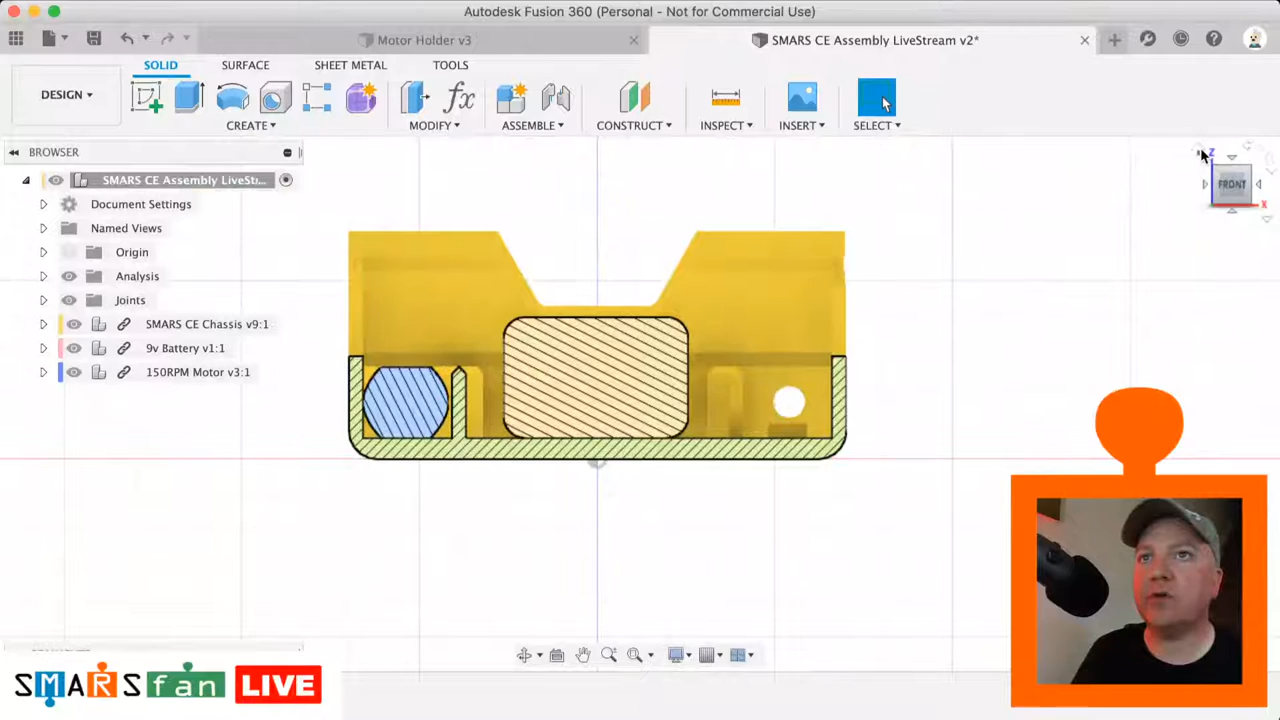 Autodesk Fusion 360 (Personal - Not for Commercial Use)
Motor Holder v3
SMARS CE Assembly LiveStream v2*
DESIGN
SOLID
SURFACE
SHEET METAL
TOOLS
CREATE
MODIFY
ASSEMBLE
CONSTRUCT
INSPECT
INSERT
SELECT
BROWSER
SMARS CE Assembly LiveStr...
Document Settings
Named Views
Origin
Analysis
Joints
SMARS CE Chassis v9:1
9v Battery v1:1
150RPM Motor v3:1
Z
FRONT
X
SMARSfan LIVE